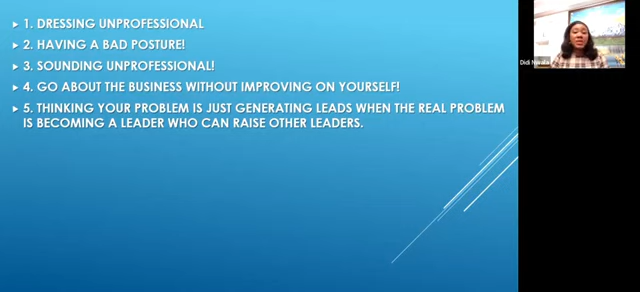 1. DRESSING UNPROFESSIONAL
2. HAVING A BAD POSTURE!
3. SOUNDING UNPROFESSIONAL!
4. GO ABOUT THE BUSINESS WITHOUT IMPROVING ON YOURSELF!
5. THINKING YOUR PROBLEM IS JUST GENERATING LEADS WHEN THE REAL PROBLEM
IS BECOMING A LEADER WHO CAN RAISE OTHER LEADERS.
Didi